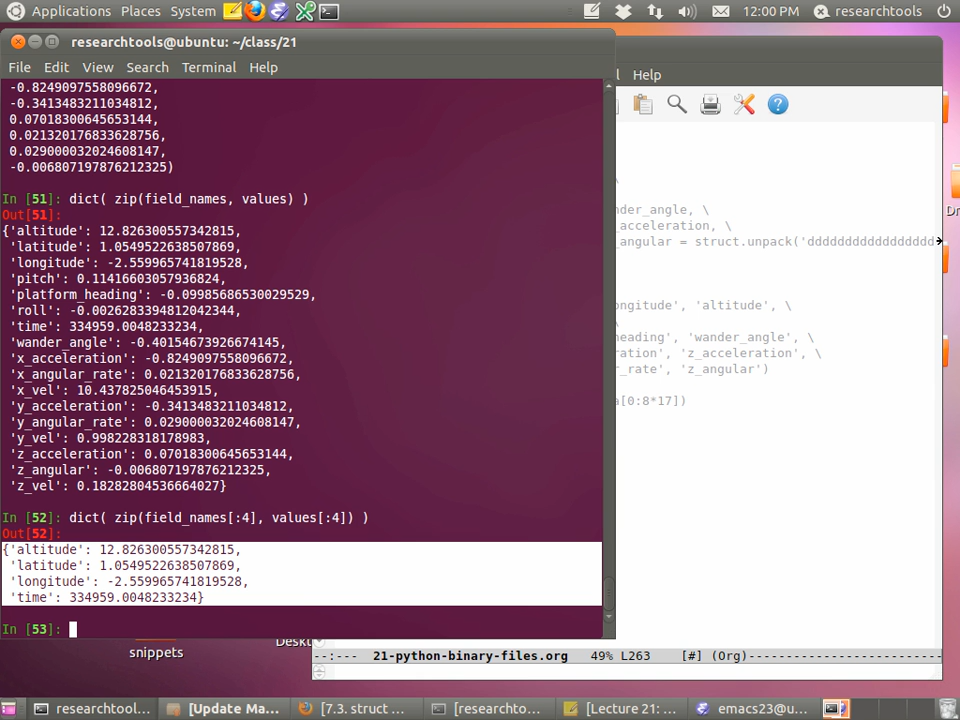 Applications Places System 12:00 PM researchtools
researchtools@ubuntu: ~/class/21
File Edit View Search Terminal Help
-0.8249097558096672,
-0.3413483211034812,
0.07018300645653144,
0.021320176833628756,
0.029000032024608147,
-0.006807197876212325)
In [51]: dict( zip(field_names, values) )
Out[51]:
{'altitude': 12.826300557342815,
'latitude': 1.0549522638507869,
'longitude': -2.559965741819528,
'pitch': 0.11416603057936824,
'platform_heading': -0.09985686530029529,
'roll': -0.0026283394812042344,
'time': 334959.0048233234,
'wander_angle': -0.40154673926674145,
'x_acceleration': -0.8249097558096672,
'x_angular_rate': 0.021320176833628756,
'x_vel': 10.437825046453915,
'y_acceleration': -0.3413483211034812,
'y_angular_rate': 0.029000032024608147,
'y_vel': 0.998228318178983,
'z_acceleration': 0.07018300645653144,
'z_angular': -0.006807197876212325,
'z_vel': 0.18282804536664027}
In [52]: dict( zip(field_names[:4], values[:4]) )
Out[52]:
{'altitude': 12.826300557342815,
'latitude': 1.0549522638507869,
'longitude': -2.559965741819528,
'time': 334959.0048233234}
In [53]:
l Help
\
nder_angle, \
_acceleration, \
_angular = struct.unpack('ddddddddddddddddd
ongitude', 'altitude', \
\
heading', 'wander_angle', \
ration', 'z_acceleration', \
r_rate', 'z_angular')
a[0:8*17])
Dr
snippets
Deskt
--:--- 21-python-binary-files.org 49% L263 [#] (Org)-------------------------
researchtools... [Update Ma... [7.3. struct ... [researchto... [Lecture 21: ... emacs23@u...